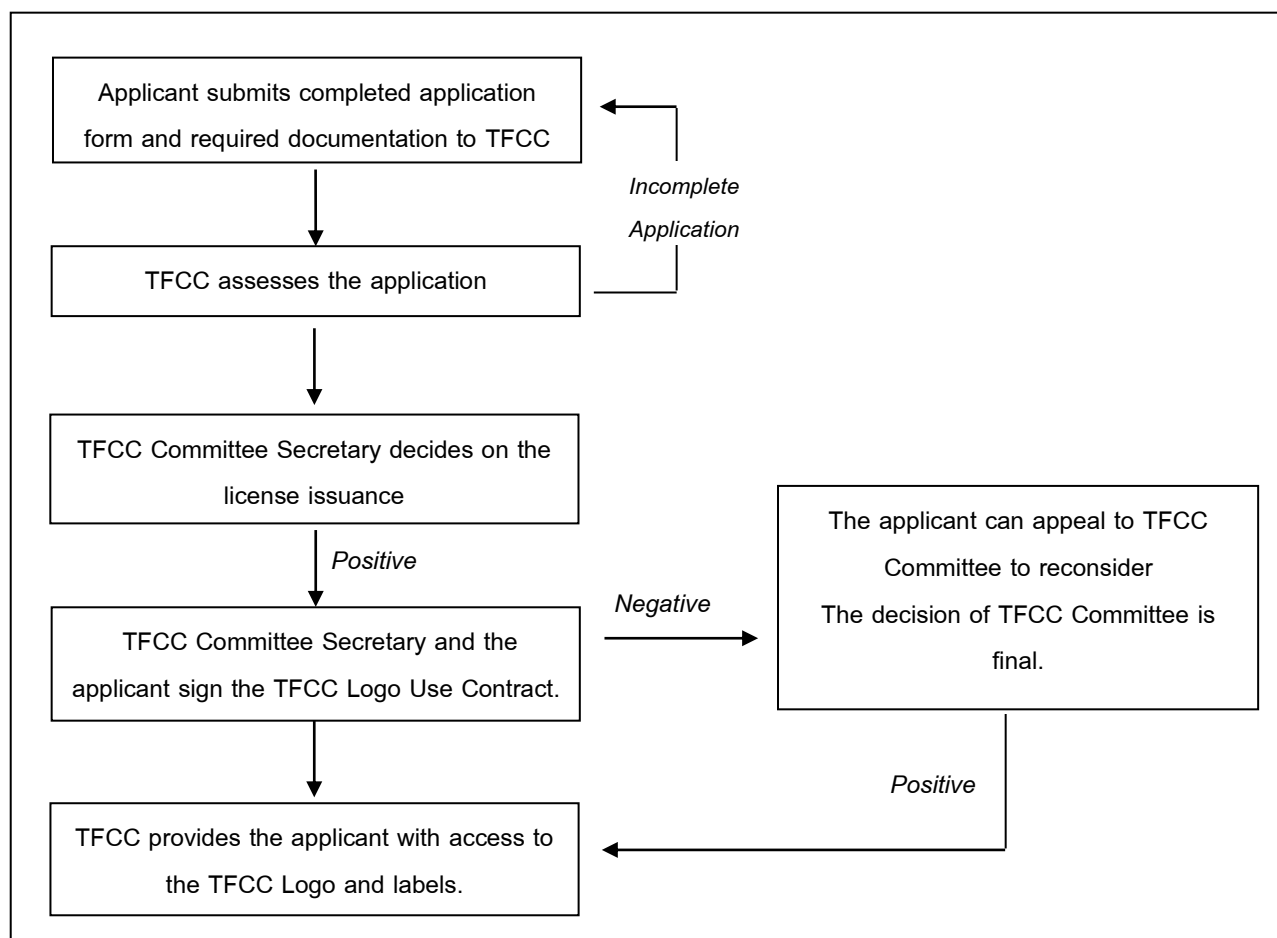 Applicant submits completed application
form and required documentation to TFCC
Incomplete
Application
TFCC assesses the application
TFCC Committee Secretary decides on the
license issuance
Positive
TFCC Committee Secretary and the
applicant sign the TFCC Logo Use Contract.
Negative
The applicant can appeal to TFCC
Committee to reconsider
The decision of TFCC Committee is
final.
Positive
TFCC provides the applicant with access to
the TFCC Logo and labels.